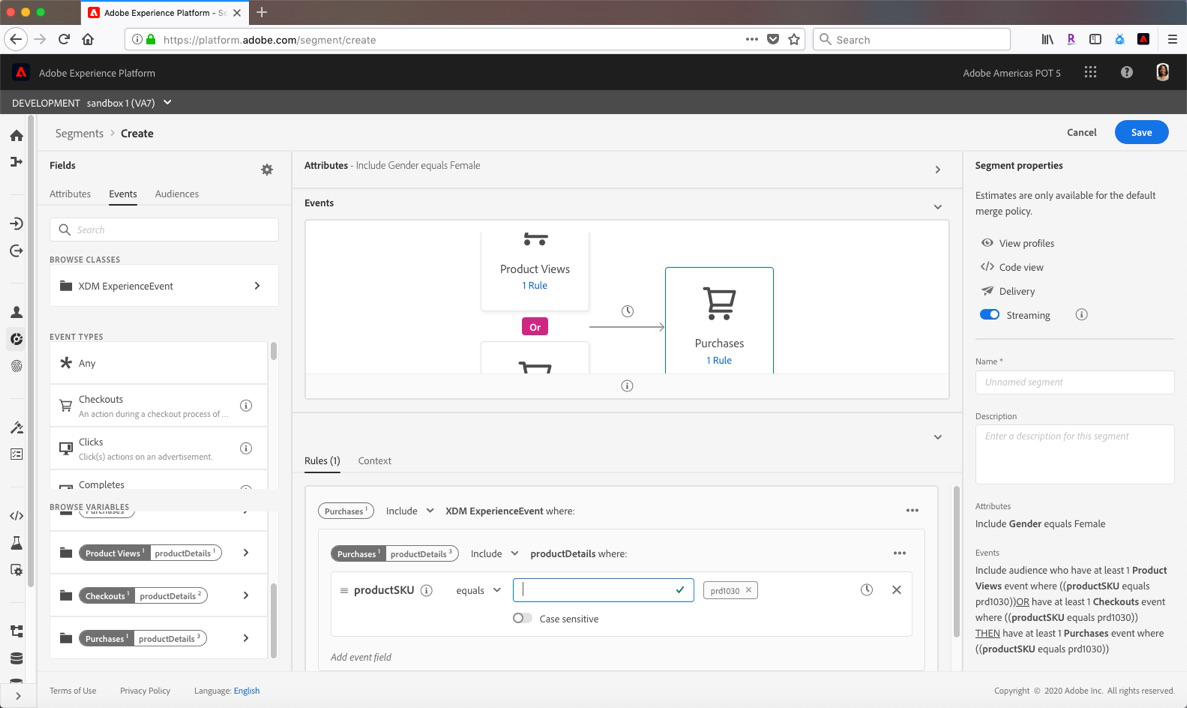 Adobe Experience Platform - Se
https://platform.adobe.com/segment/create
Search
Adobe Experience Platform
Adobe Americas POT 5
DEVELOPMENT sandbox 1 (VA7)
Segments > Create
Cancel
Save
Fields
Attributes
Events
Audiences
Search
BROWSE CLASSES
XDM ExperienceEvent
EVENT TYPES
Any
Checkouts
An action during a checkout process of ...
Clicks
Click(s) actions on an advertisement.
Completes
BROWSE VARIABLES
Purchases 1
Product Views 1 productDetails 1
Checkouts 1 productDetails 2
Purchases 1 productDetails 3
Attributes - Include Gender equals Female
Events
Product Views
1 Rule
Or
Purchases
1 Rule
Rules (1)
Context
Purchases 1 Include XDM ExperienceEvent where:
Purchases 1 productDetails 3 Include productDetails where:
productSKU equals prd1030
Case sensitive
Add event field
Segment properties
Estimates are only available for the default
merge policy.
View profiles
Code view
Delivery
Streaming
Name *
Unnamed segment
Description
Enter a description for this segment
Attributes
Include Gender equals Female
Events
Include audience who have at least 1 Product
Views event where ((productSKU equals
prd1030))OR have at least 1 Checkouts event
where ((productSKU equals prd1030))
THEN have at least 1 Purchases event where
((productSKU equals prd1030))
Terms of Use
Privacy Policy
Language: English
Copyright © 2020 Adobe Inc. All rights reserved.